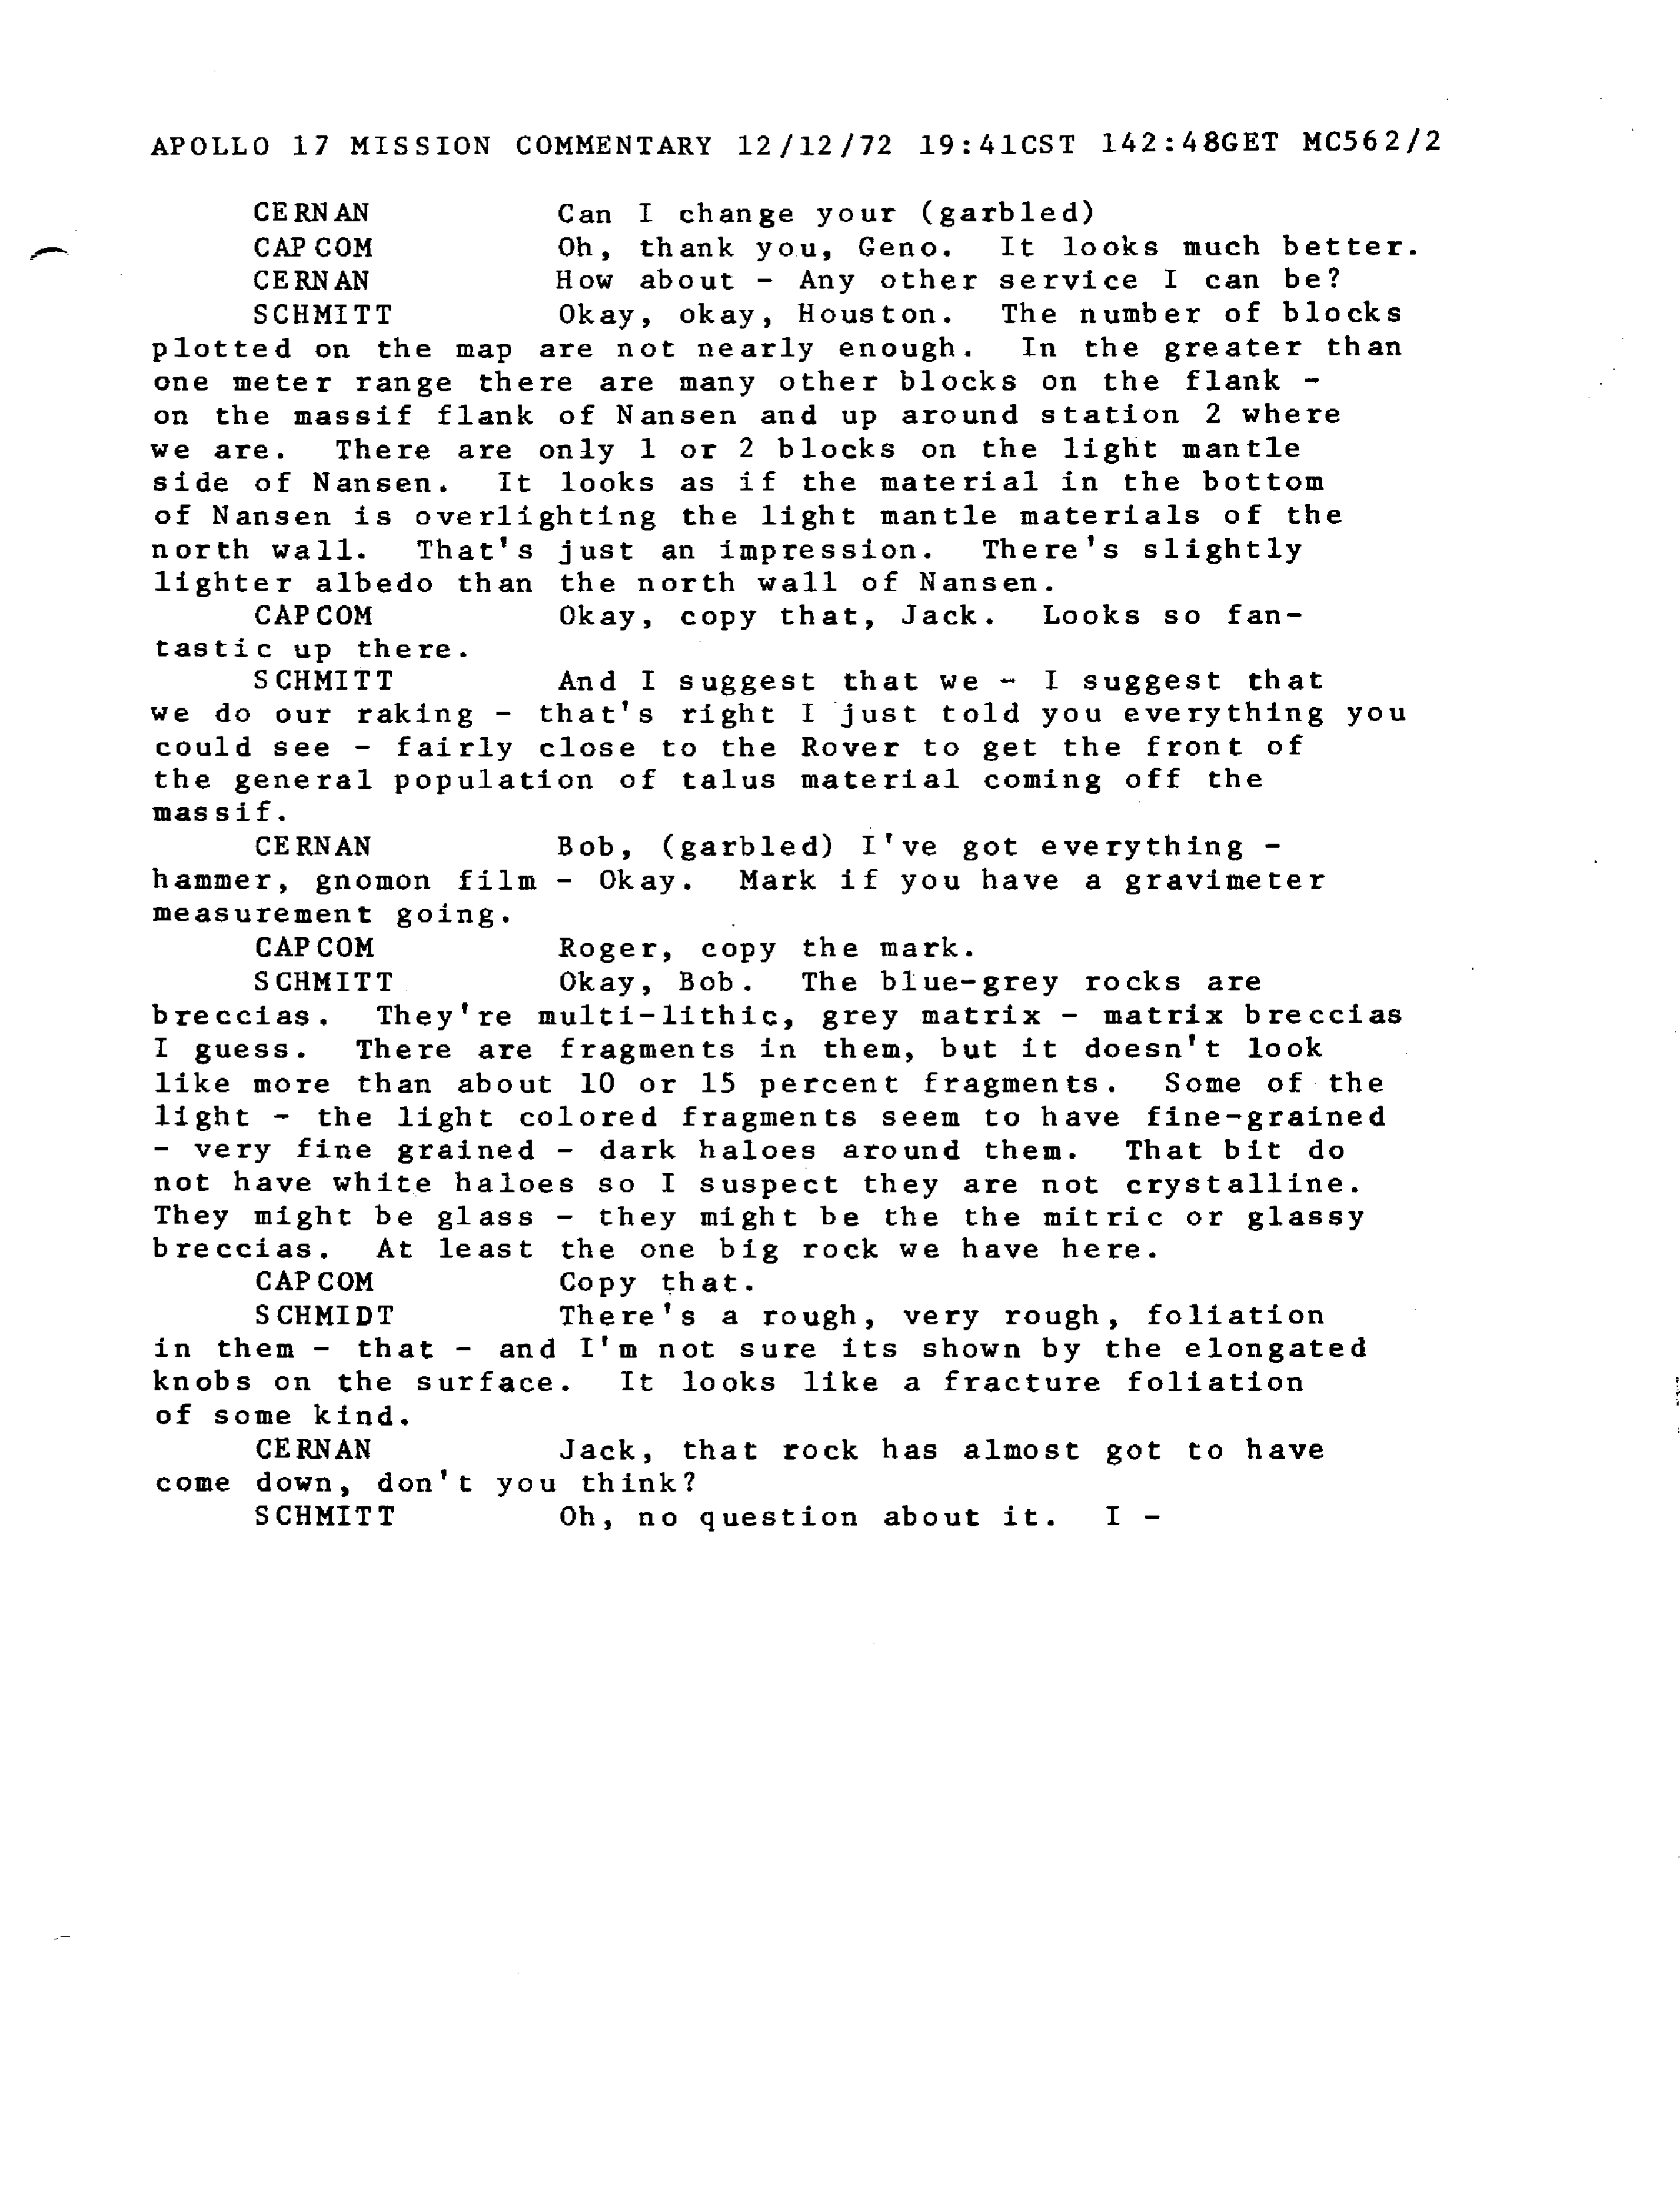 APOLLO 17 MISSION COMMENTARY 12/12/72 19:41CST 142:48GET MC562/2
CERNAN Can I change your (garbled)
CAPCOM Oh, thank you, Geno. It looks much better.
CERNAN How about - Any other service I can be?
SCHMITT Okay, okay, Houston. The number of blocks
plotted on the map are not nearly enough. In the greater than
one meter range there are many other blocks on the flank -
on the massif flank of Nansen and up around station 2 where
we are. There are only 1 or 2 blocks on the light mantle
side of Nansen. It looks as if the material in the bottom
of Nansen is overlighting the light mantle materials of the
north wall. That's just an impression. There's slightly
lighter albedo than the north wall of Nansen.
CAPCOM Okay, copy that, Jack. Looks so fan-
tastic up there.
SCHMITT And I suggest that we - I suggest that
we do our raking - that's right I just told you everything you
could see - fairly close to the Rover to get the front of
the general population of talus material coming off the
massif.
CERNAN Bob, (garbled) I've got everything -
hammer, gnomon film - Okay. Mark if you have a gravimeter
measurement going.
CAPCOM Roger, copy the mark.
SCHMITT Okay, Bob. The blue-grey rocks are
breccias. They're multi-lithic, grey matrix - matrix breccias
I guess. There are fragments in them, but it doesn't look
like more than about 10 or 15 percent fragments. Some of the
light - the light colored fragments seem to have fine-grained
- very fine grained - dark haloes around them. That bit do
not have white haloes so I suspect they are not crystalline.
They might be glass - they might be the the mitric or glassy
breccias. At least the one big rock we have here.
CAPCOM Copy that.
SCHMIDT There's a rough, very rough, foliation
in them - that - and I'm not sure its shown by the elongated
knobs on the surface. It looks like a fracture foliation
of some kind.
CERNAN Jack, that rock has almost got to have
come down, don't you think?
SCHMITT Oh, no question about it. I -